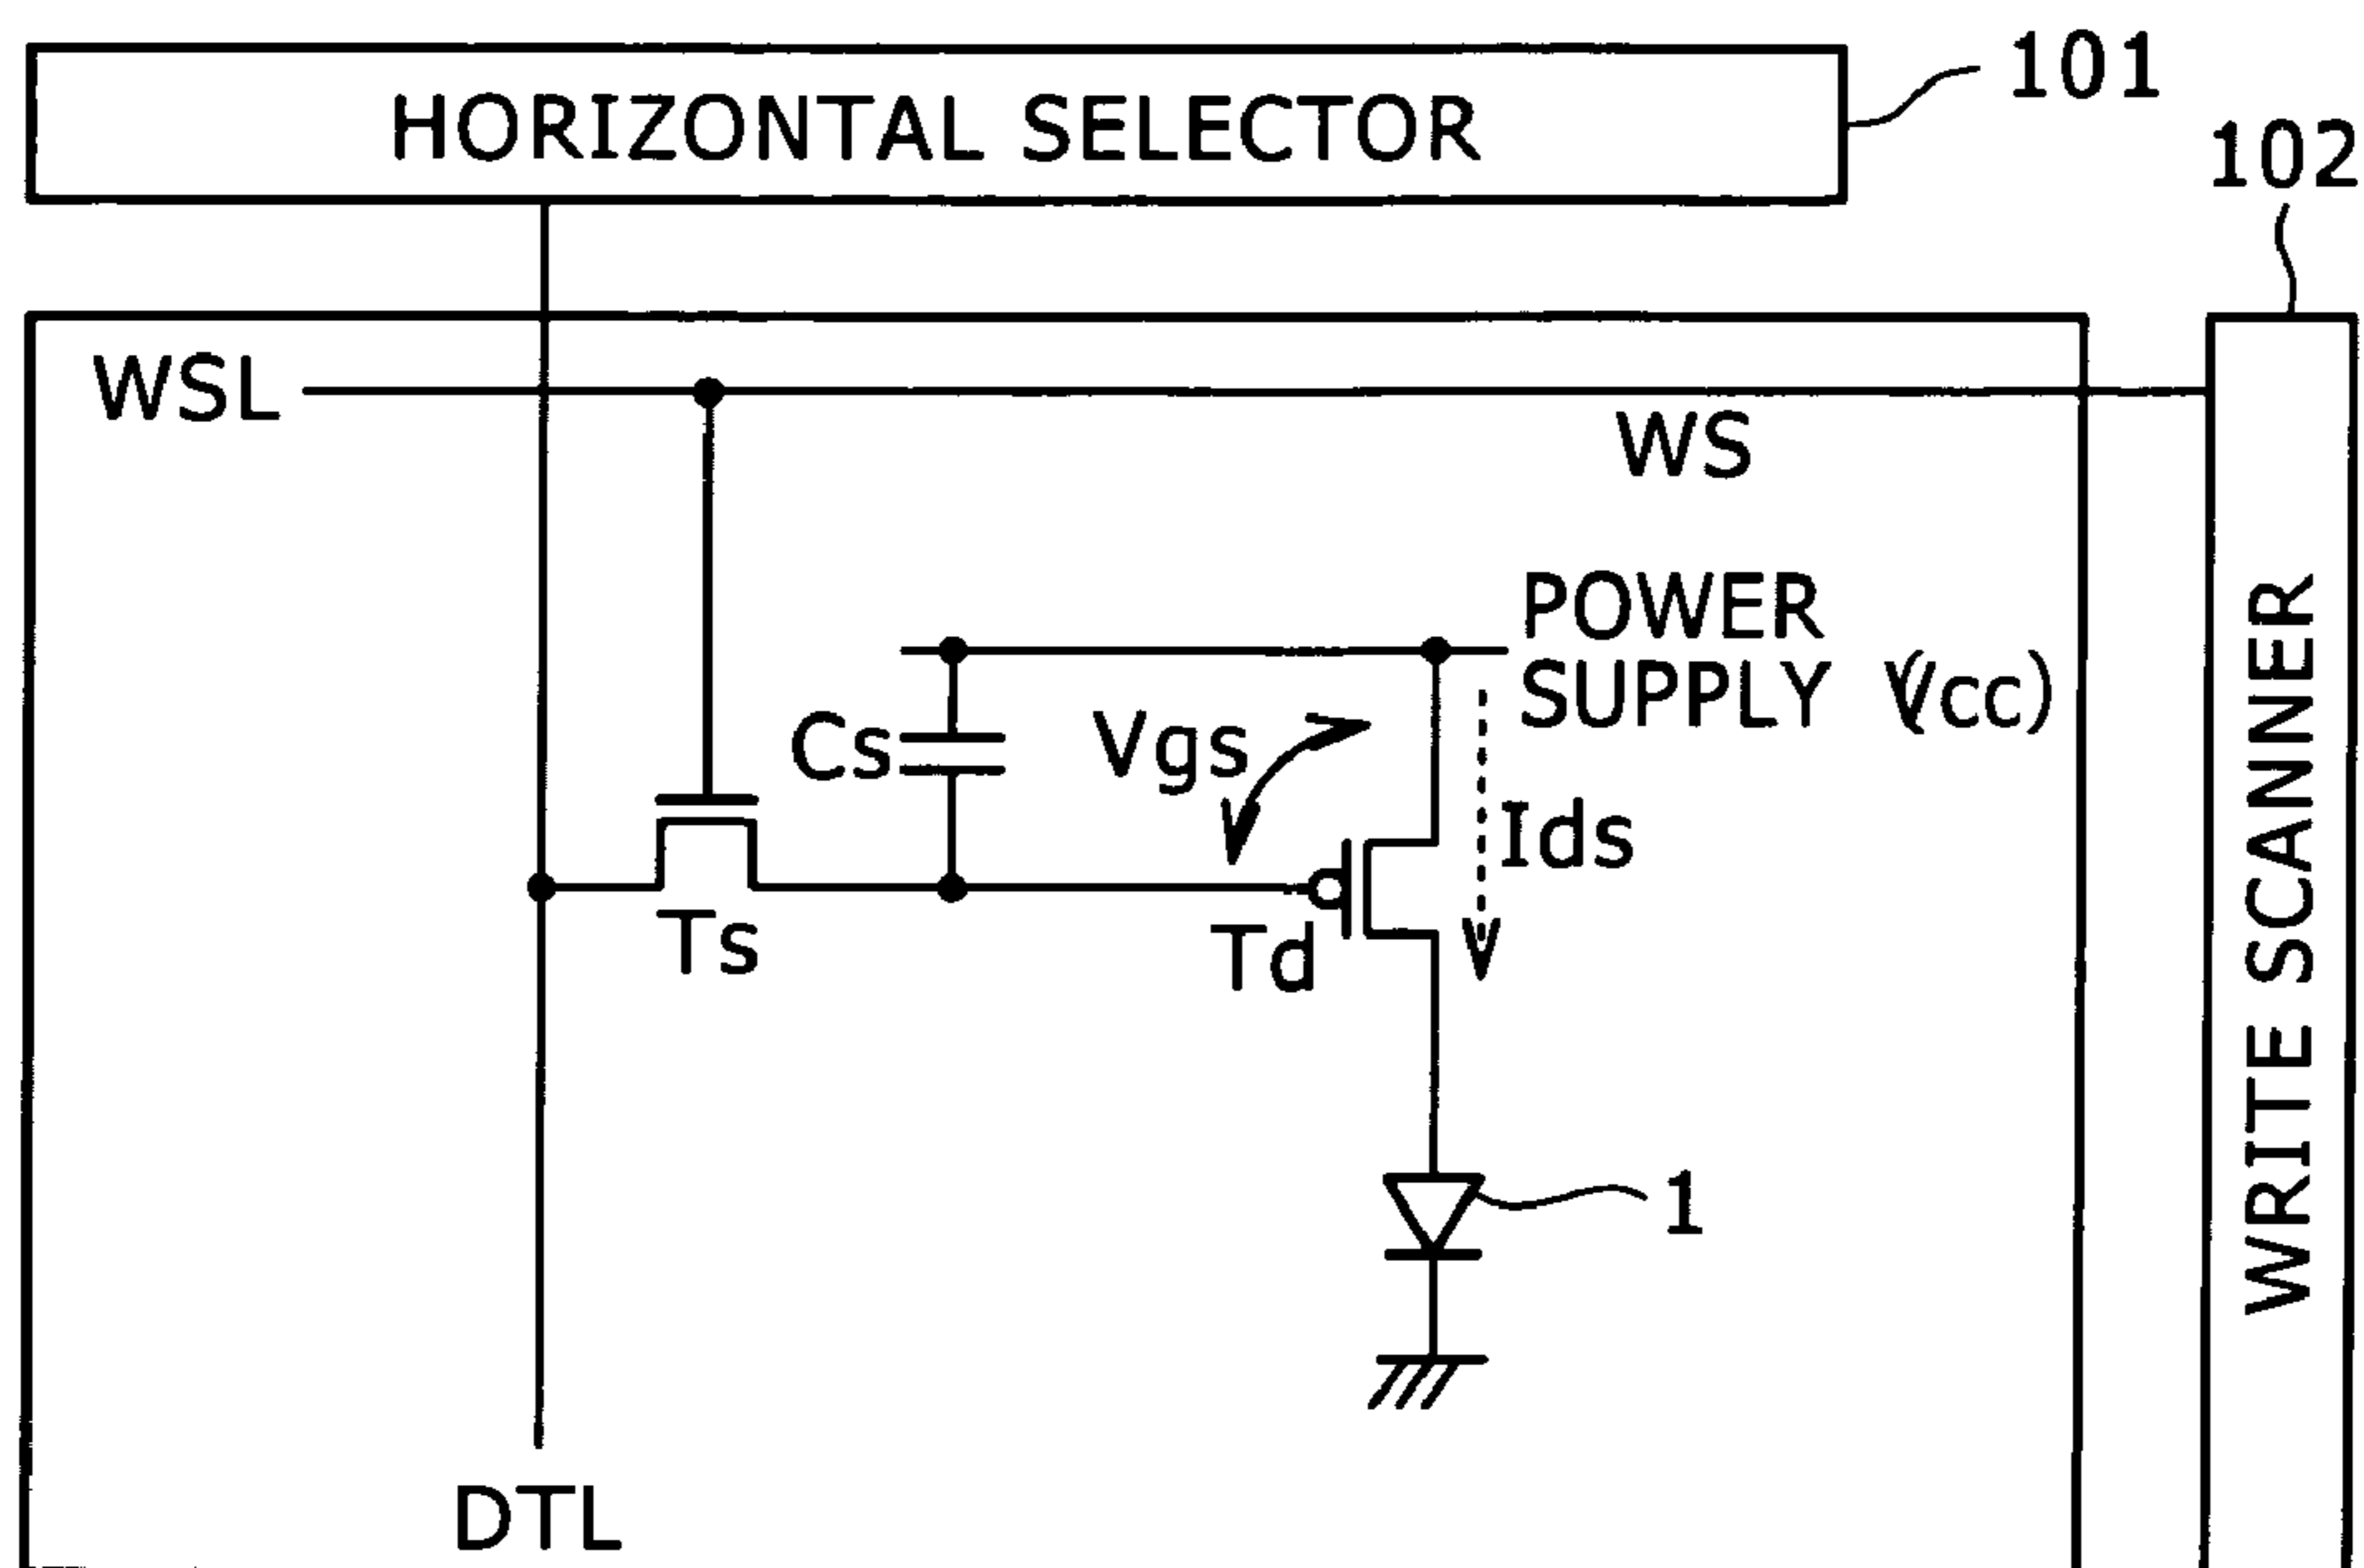 HORIZONTAL SELECTOR
101
102
WSL
WS
POWER
SUPPLY (Vcc)
Cs
Vgs
Ids
Ts
Td
WRITE SCANNER
1
DTL